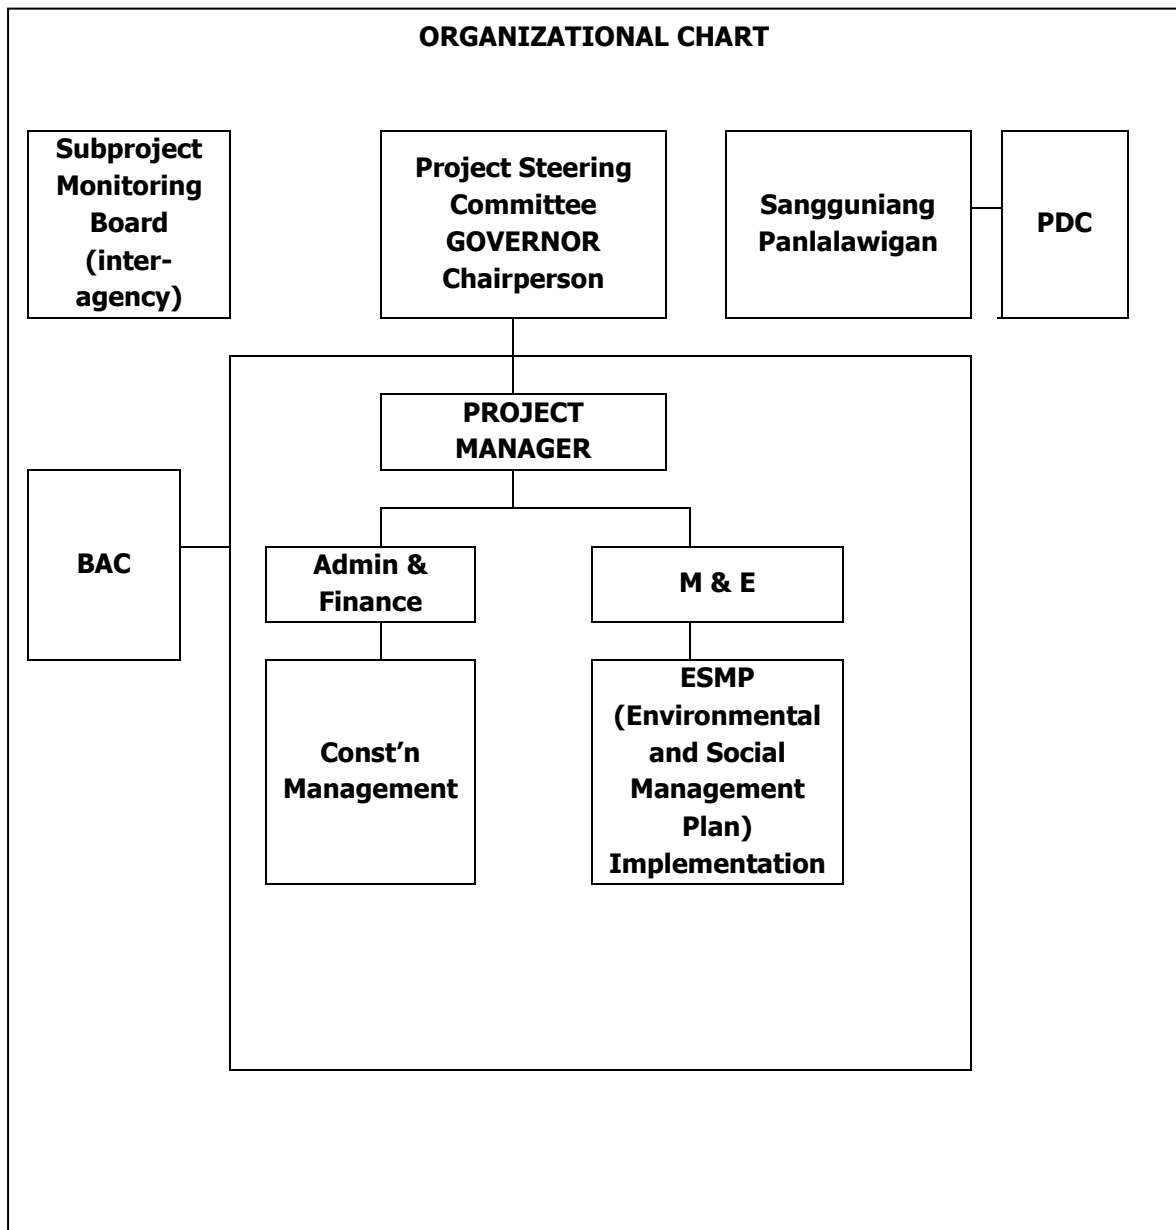 ORGANIZATIONAL CHART
Subproject
Monitoring
Board
(inter-
agency)
Project Steering
Committee
GOVERNOR
Chairperson
Sangguniang
Panlalawigan
PDC
PROJECT
MANAGER
BAC
Admin &
Finance
M & E
Const’n
Management
ESMP
(Environmental
and Social
Management
Plan)
Implementation